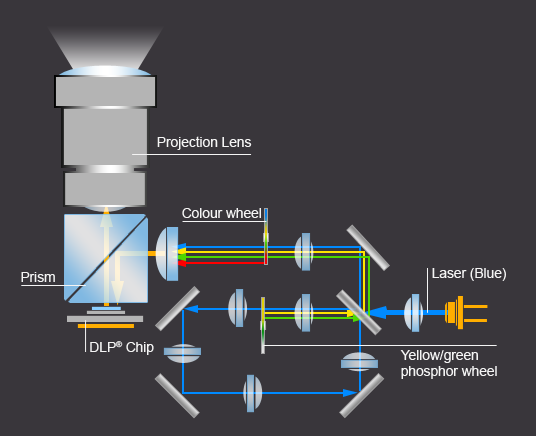 Projection Lens
Colour wheel
Prism
Laser (Blue)
DLP® Chip
Yellow/green
phosphor wheel